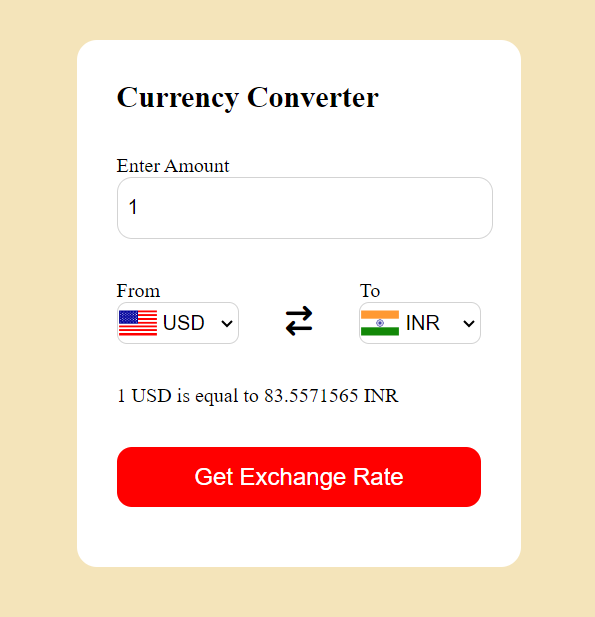 Currency Converter
Enter Amount
1
From To
USD INR
1 USD is equal to 83.5571565 INR
Get Exchange Rate